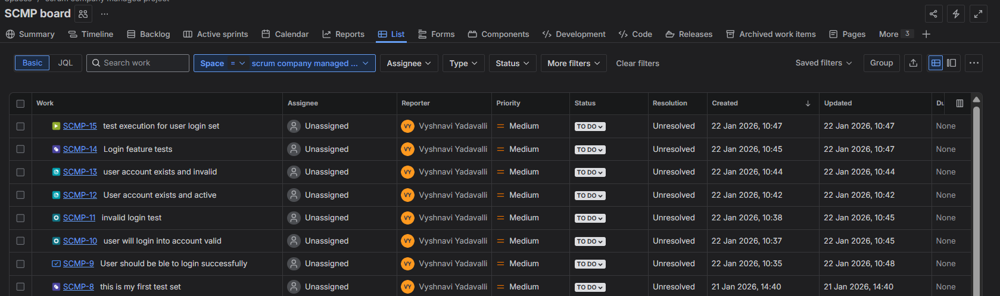 Spaces / scrum company managed project
SCMP board
Summary Timeline Backlog Active sprints Calendar Reports List Forms Components Development Code Releases Archived work items Pages More 3
Basic JQL Search work Space = scrum company managed ... Assignee Type Status More filters Clear filters Saved filters Group
Work Assignee Reporter Priority Status Resolution Created Updated
SCMP-15 test execution for user login set Unassigned VY Vyshnavi Yadavalli Medium TO DO Unresolved 22 Jan 2026, 10:47 22 Jan 2026, 10:47 None
SCMP-14 Login feature tests Unassigned VY Vyshnavi Yadavalli Medium TO DO Unresolved 22 Jan 2026, 10:45 22 Jan 2026, 10:47 None
SCMP-13 user account exists and invalid Unassigned VY Vyshnavi Yadavalli Medium TO DO Unresolved 22 Jan 2026, 10:44 22 Jan 2026, 10:44 None
SCMP-12 User account exists and active Unassigned VY Vyshnavi Yadavalli Medium TO DO Unresolved 22 Jan 2026, 10:42 22 Jan 2026, 10:42 None
SCMP-11 invalid login test Unassigned VY Vyshnavi Yadavalli Medium TO DO Unresolved 22 Jan 2026, 10:38 22 Jan 2026, 10:45 None
SCMP-10 user will login into account valid Unassigned VY Vyshnavi Yadavalli Medium TO DO Unresolved 22 Jan 2026, 10:37 22 Jan 2026, 10:45 None
SCMP-9 User should be ble to login successfully Unassigned VY Vyshnavi Yadavalli Medium TO DO Unresolved 22 Jan 2026, 10:35 22 Jan 2026, 10:48 None
SCMP-8 this is my first test set Unassigned VY Vyshnavi Yadavalli Medium TO DO Unresolved 21 Jan 2026, 14:40 21 Jan 2026, 14:40 None